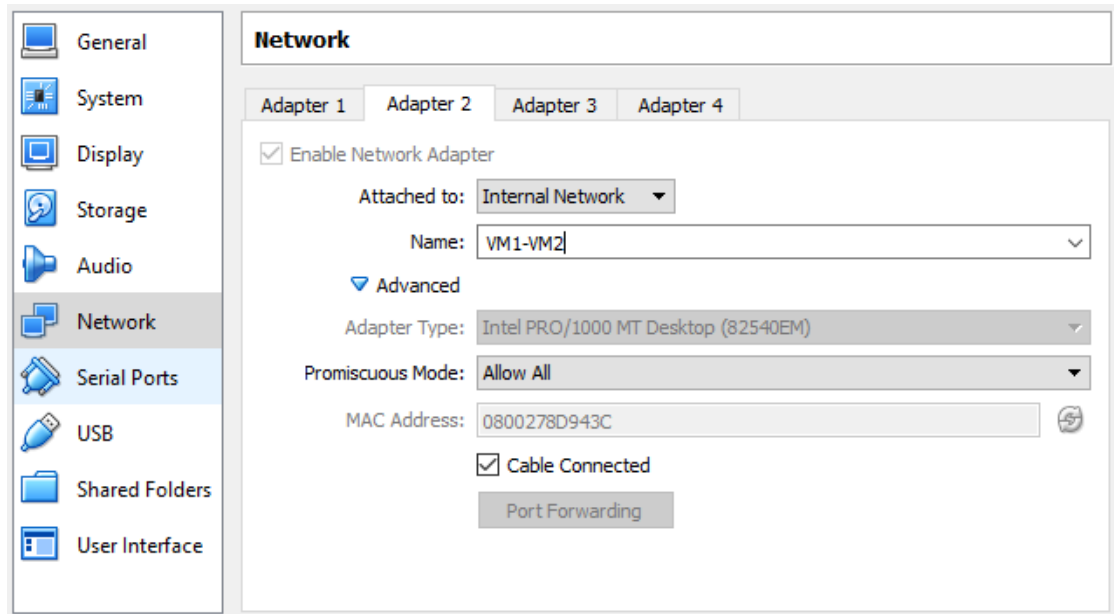 General
System
Display
Storage
Audio
Network
Serial Ports
USB
Shared Folders
User Interface
Network
Adapter 1 Adapter 2 Adapter 3 Adapter 4
Enable Network Adapter
Attached to: Internal Network
Name: VM1-VM2
Advanced
Adapter Type: Intel PRO/1000 MT Desktop (82540EM)
Promiscuous Mode: Allow All
MAC Address: 0800278D943C
Cable Connected
Port Forwarding